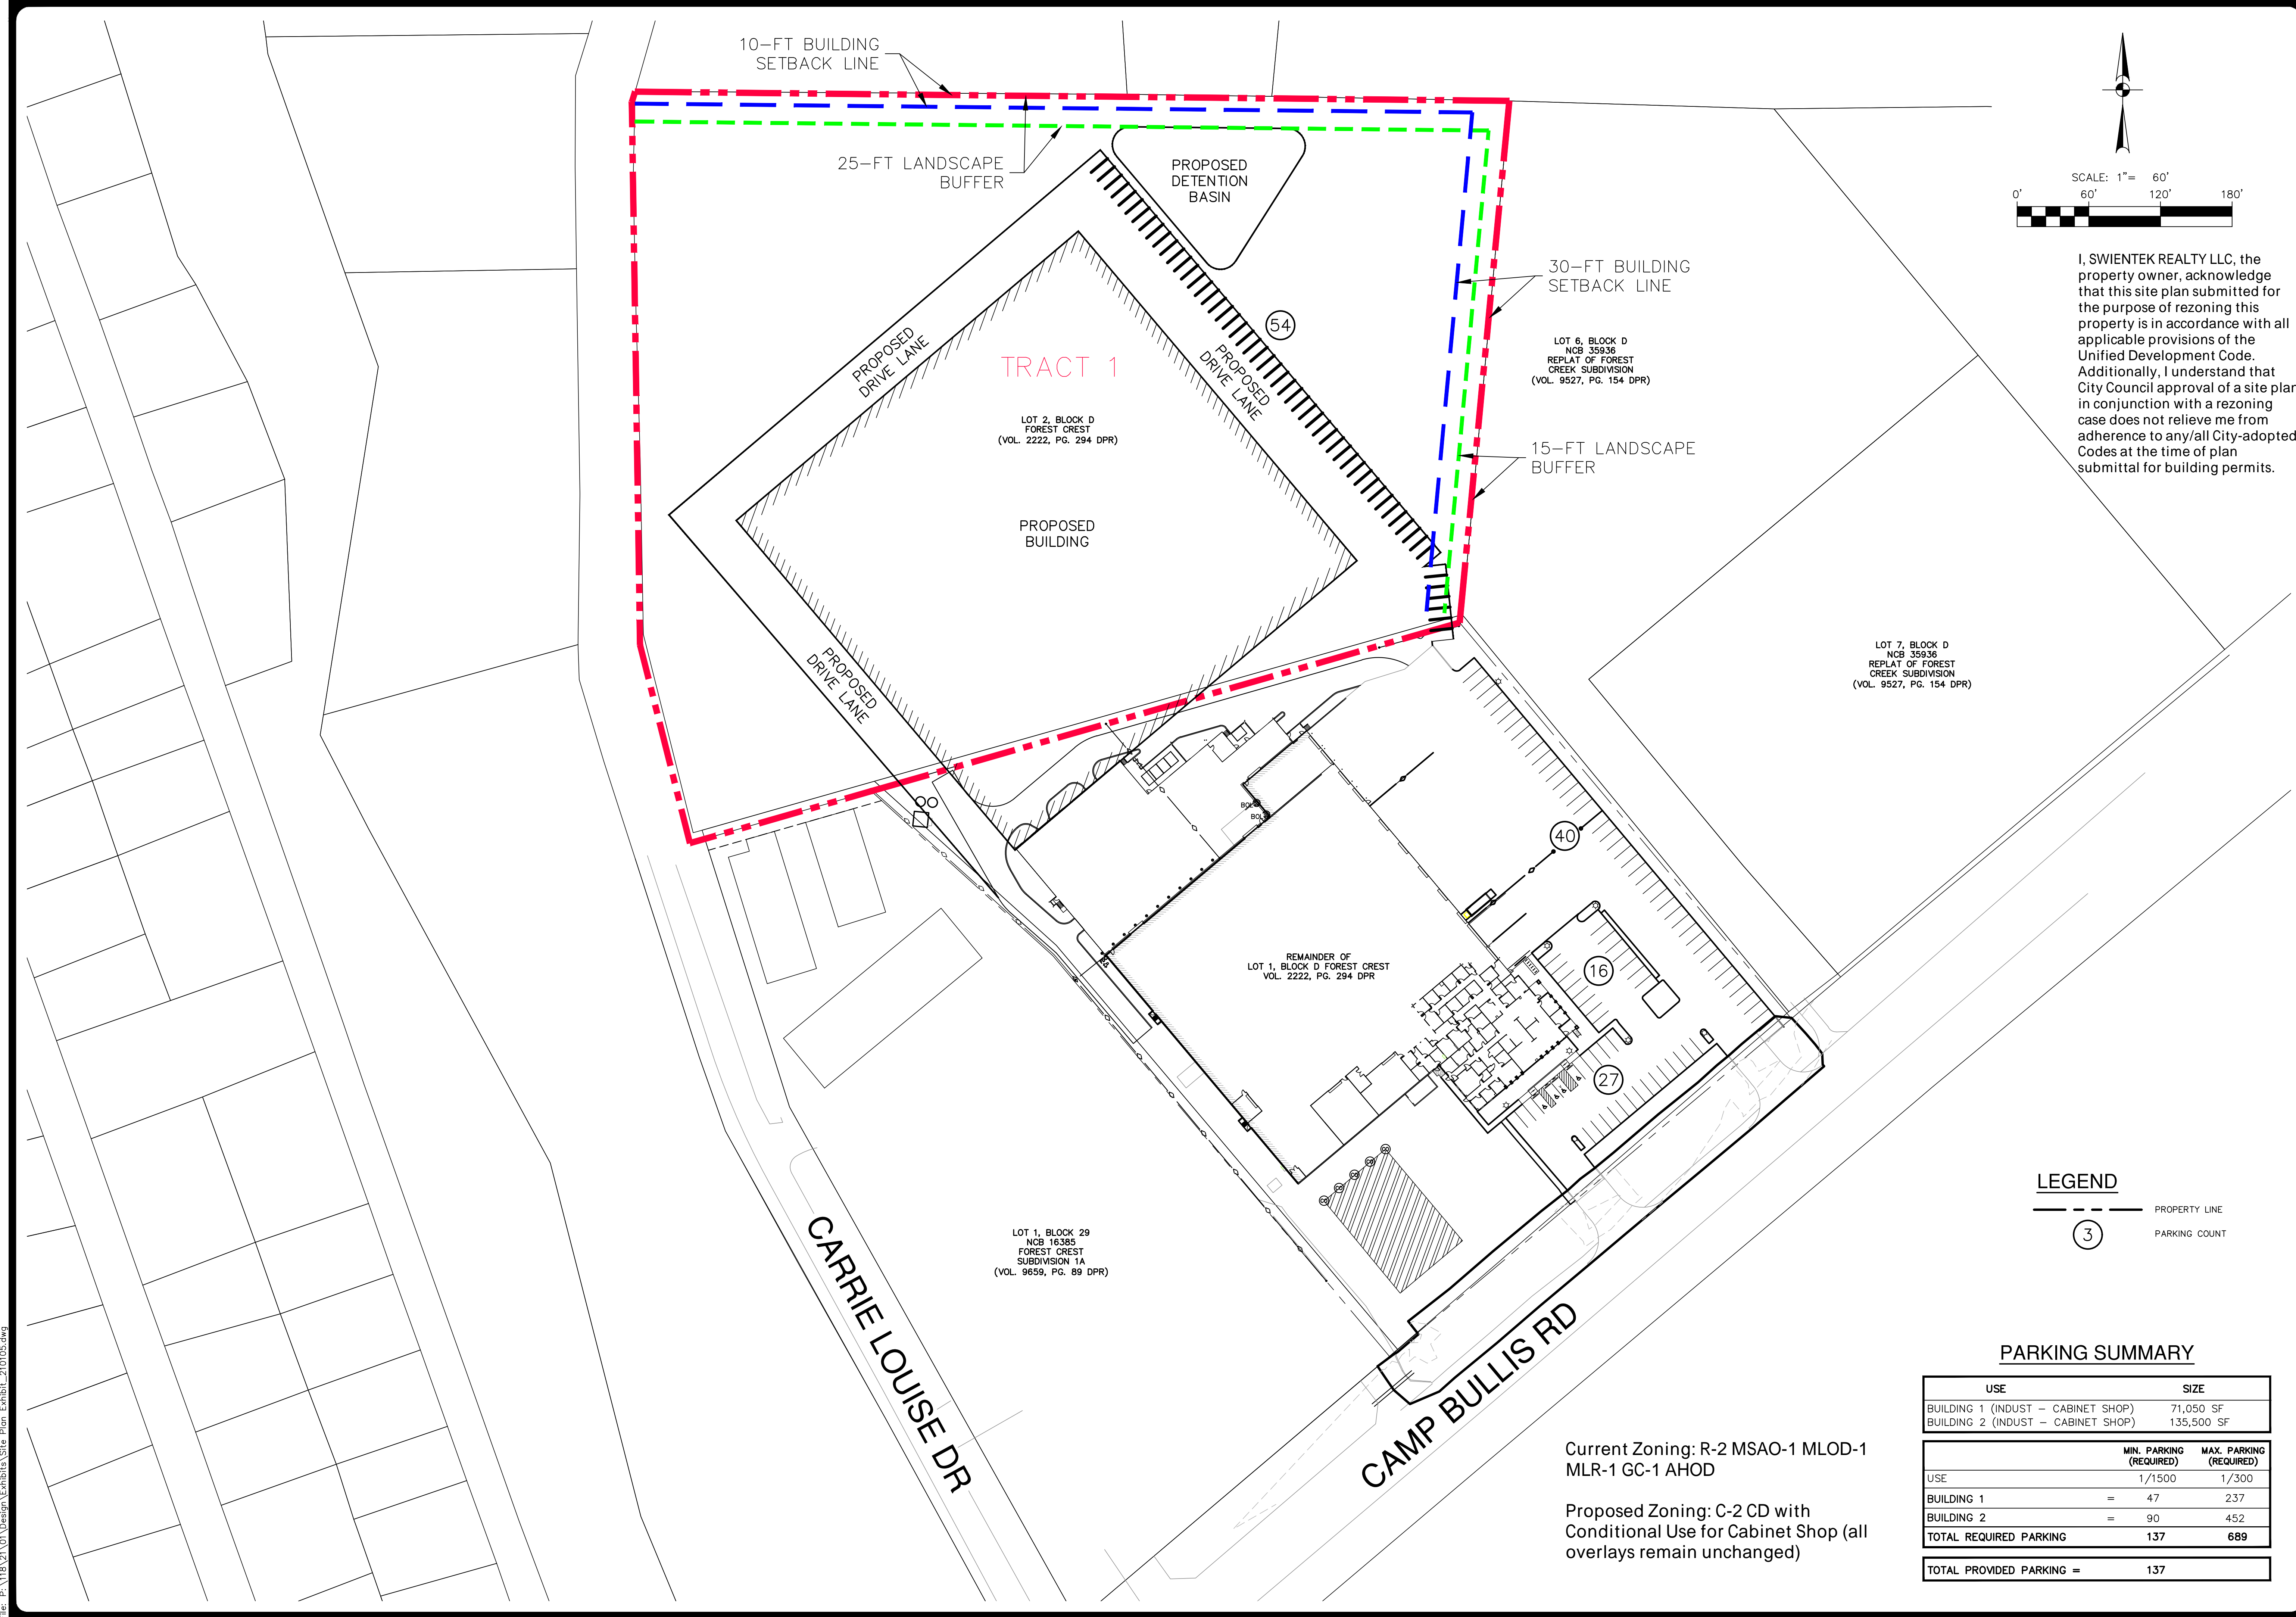 10-FT BUILDING
SETBACK LINE
25-FT LANDSCAPE
BUFFER
PROPOSED
DETENTION
BASIN
SCALE: 1"= 60'
0' 60' 120' 180'
I, SWIENTEK REALTY LLC, the
property owner, acknowledge
that this site plan submitted for
the purpose of rezoning this
property is in accordance with all
applicable provisions of the
Unified Development Code.
Additionally, I understand that
City Council approval of a site plan
in conjunction with a rezoning
case does not relieve me from
adherence to any/all City-adopted
Codes at the time of plan
submittal for building permits.
30-FT BUILDING
SETBACK LINE
54
PROPOSED
DRIVE LANE
PROPOSED
DRIVE LANE
TRACT 1
LOT 2, BLOCK D
FOREST CREST
(VOL. 2222, PG. 294 DPR)
LOT 6, BLOCK D
NCB 35936
REPLAT OF FOREST
CREEK SUBDIVISION
(VOL. 9527, PG. 154 DPR)
15-FT LANDSCAPE
BUFFER
PROPOSED
BUILDING
PROPOSED
DRIVE LANE
LOT 7, BLOCK D
NCB 35936
REPLAT OF FOREST
CREEK SUBDIVISION
(VOL. 9527, PG. 154 DPR)
BOL
BOL
40
REMAINDER OF
LOT 1, BLOCK D FOREST CREST
VOL. 2222, PG. 294 DPR
16
27
LOT 1, BLOCK 29
NCB 16385
FOREST CREST
SUBDIVISION 1A
(VOL. 9659, PG. 89 DPR)
CARRIE LOUISE DR
CAMP BULLIS RD
LEGEND
PROPERTY LINE
3 PARKING COUNT
Current Zoning: R-2 MSAO-1 MLOD-1
MLR-1 GC-1 AHOD
Proposed Zoning: C-2 CD with
Conditional Use for Cabinet Shop (all
overlays remain unchanged)
PARKING SUMMARY
USE SIZE
BUILDING 1 (INDUST - CABINET SHOP) 71,050 SF
BUILDING 2 (INDUST - CABINET SHOP) 135,500 SF
MIN. PARKING MAX. PARKING
(REQUIRED) (REQUIRED)
USE 1/1500 1/300
BUILDING 1 = 47 237
BUILDING 2 = 90 452
TOTAL REQUIRED PARKING 137 689
TOTAL PROVIDED PARKING = 137
File: P:\118\21\01\Design\Exhibits\Site Plan Exhibit_210105.dwg